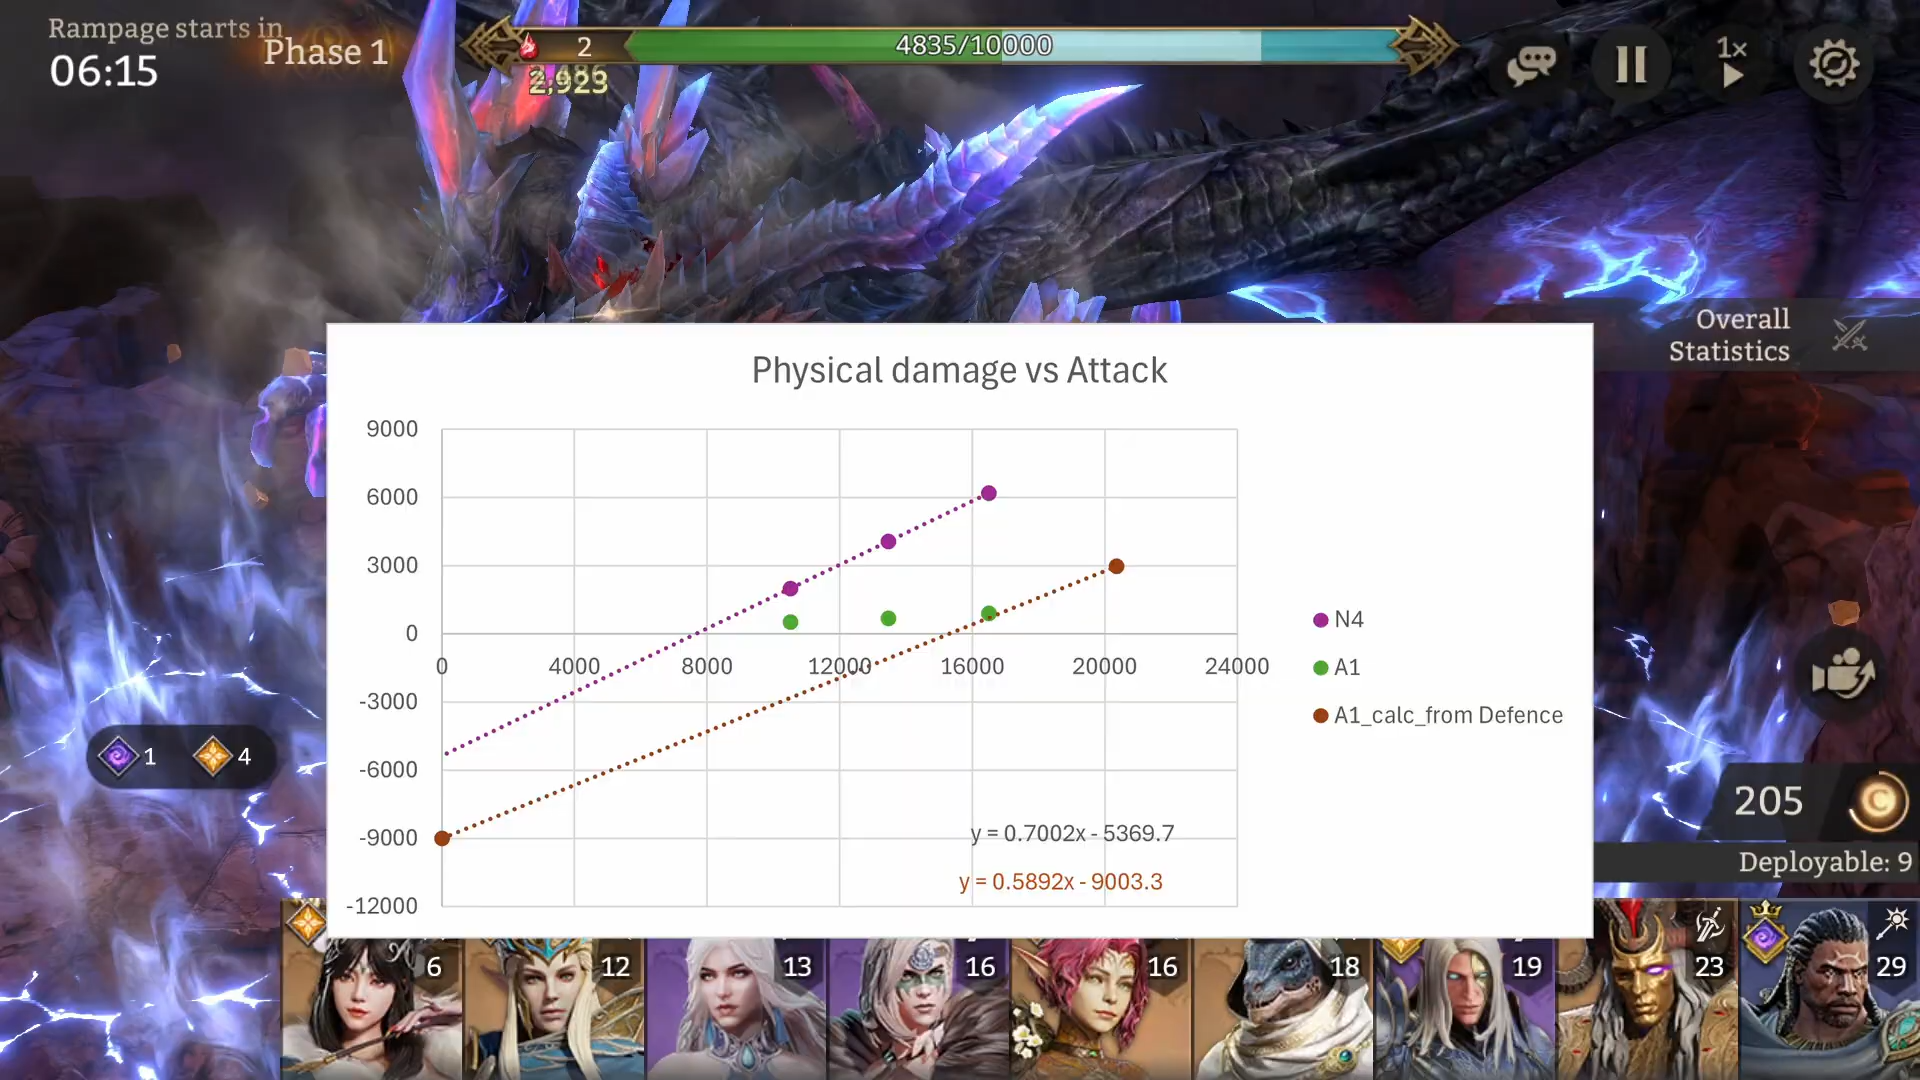 Rampage starts in
06:15
Phase 1
2
4835/10000
2,923
1×
Overall
Statistics
Physical damage vs Attack
9000
6000
3000
0
-3000
-6000
-9000
-12000
0 4000 8000 12000 16000 20000 24000
y = 0.7002x - 5369.7
y = 0.5892x - 9003.3
N4
A1
A1_calc_from Defence
1 4
205
C
Deployable: 9
6 12 13 16 16 18 19 23 29